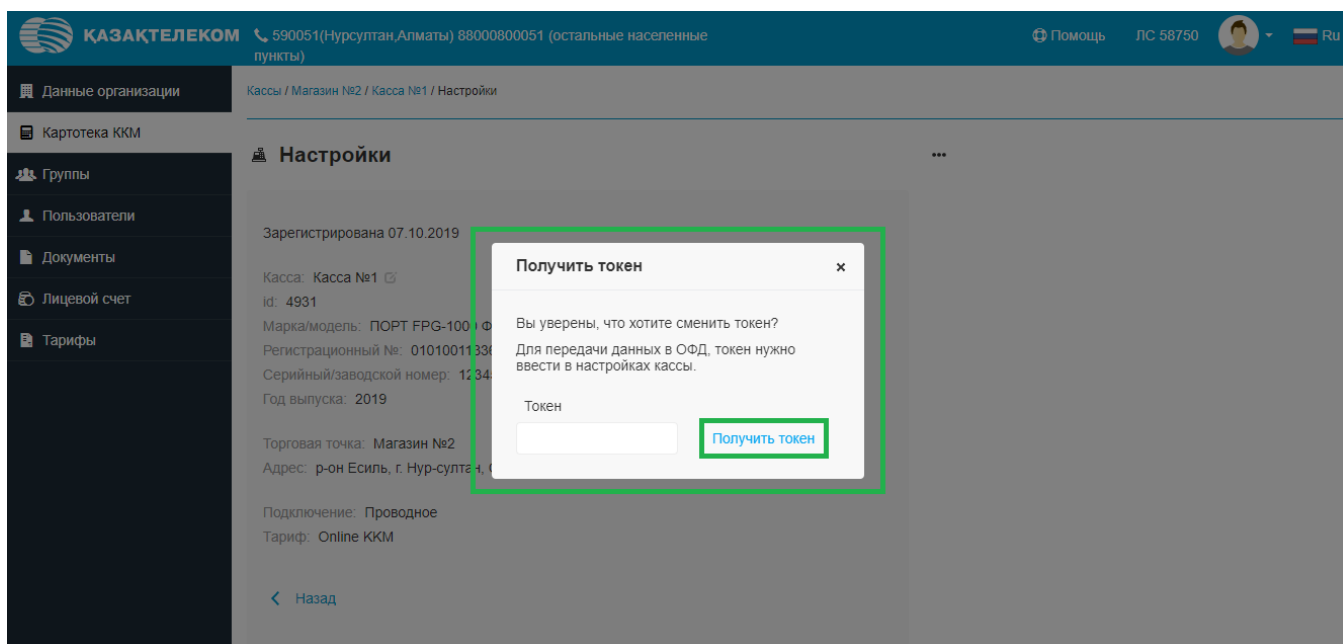 ҚАЗАҚТЕЛЕКОМ
590051(Нурсултан,Алматы) 88000800051 (остальные населенные
пункты)
Помощь
ЛС 58750
Ru
Данные организации
Картотека ККМ
Группы
Пользователи
Документы
Лицевой счет
Тарифы
Кассы / Магазин №2 / Касса №1 / Настройки
Настройки
Зарегистрирована 07.10.2019
Касса: Касса №1
id: 4931
Марка/модель: ПОРТ FPG-1000 Ф
Регистрационный №:
Серийный/заводской номер:
Год выпуска: 2019
Торговая точка: Магазин №2
Адрес: р-он Есиль, г. Нур-султан,
Подключение: Проводное
Тариф: Online ККМ
Назад
Получить токен
×
Вы уверены, что хотите сменить токен?
Для передачи данных в ОФД, токен нужно
ввести в настройках кассы.
Токен
Получить токен